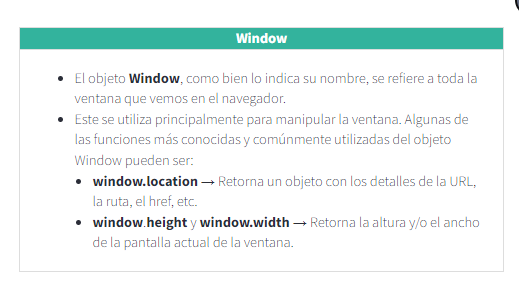 Window
El objeto Window, como bien lo indica su nombre, se refiere a toda la
ventana que vemos en el navegador.
Este se utiliza principalmente para manipular la ventana. Algunas de
las funciones más conocidas y comúnmente utilizadas del objeto
Window pueden ser:
window.location → Retorna un objeto con los detalles de la URL,
la ruta, el href, etc.
window.height y window.width → Retorna la altura y/o el ancho
de la pantalla actual de la ventana.